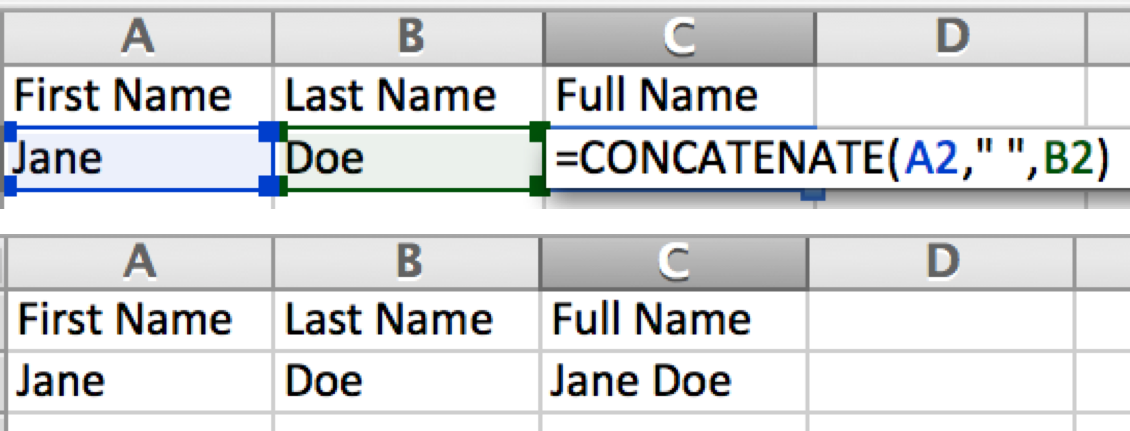 A B C D
First Name Last Name Full Name
Jane Doe =CONCATENATE(A2," ",B2)
A B C D
First Name Last Name Full Name
Jane Doe Jane Doe